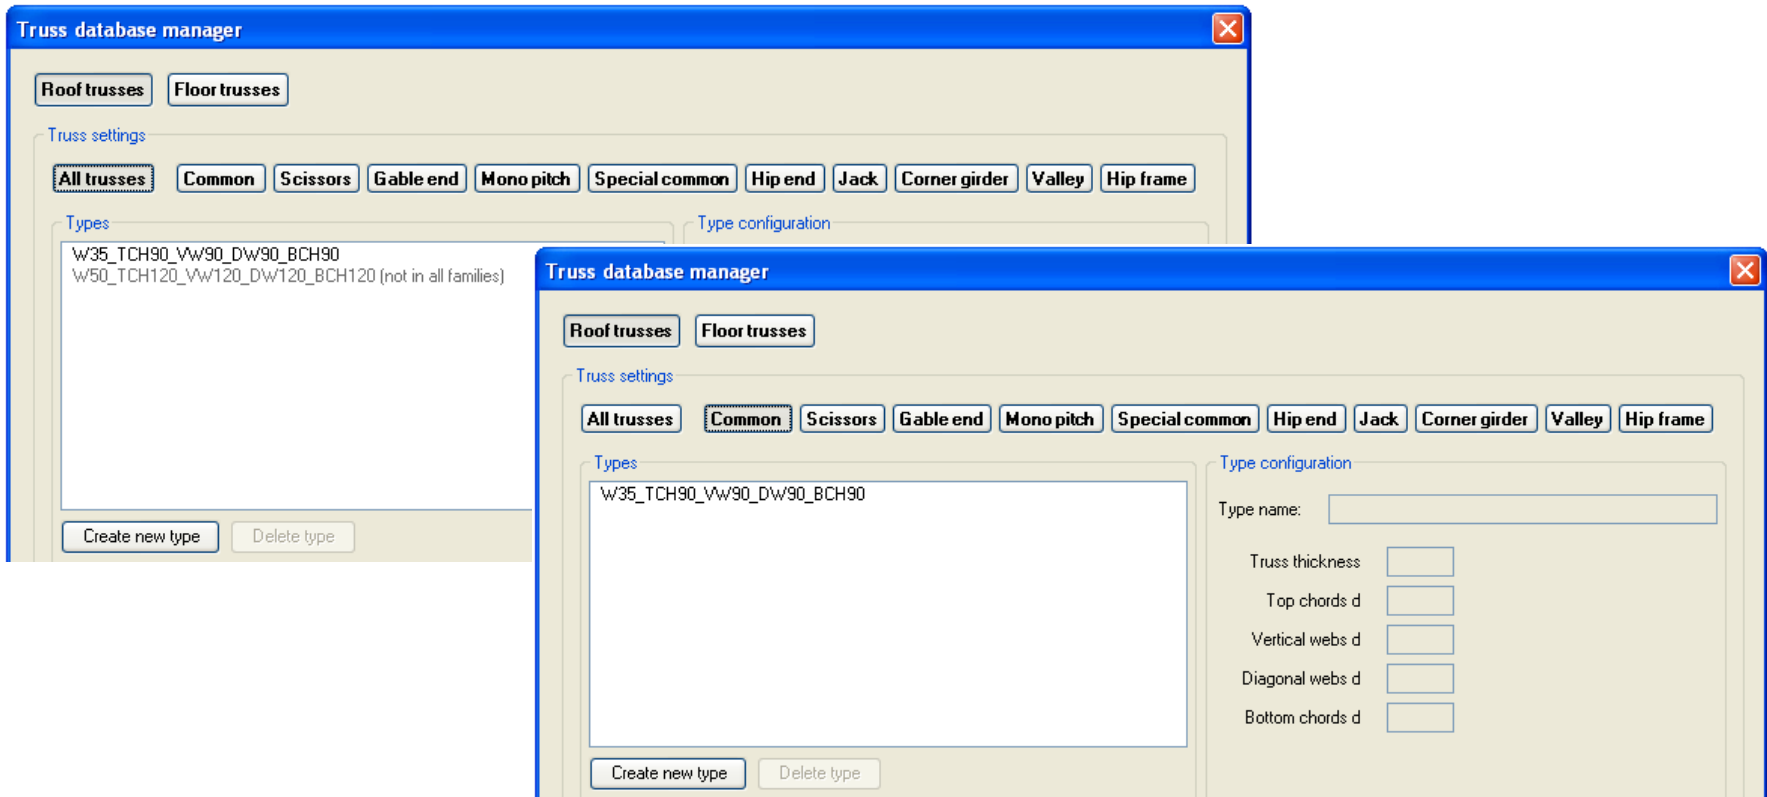 Truss database manager
Roof trusses Floor trusses
Truss settings
All trusses Common Scissors Gable end Mono pitch Special common Hip end Jack Corner girder Valley Hip frame
Types Type configuration
W35_TCH90_VW90_DW90_BCH90
W50_TCH120_VW120_DW120_BCH120 (not in all families)
Create new type Delete type
Truss database manager
Roof trusses Floor trusses
Truss settings
All trusses Common Scissors Gable end Mono pitch Special common Hip end Jack Corner girder Valley Hip frame
Types Type configuration
W35_TCH90_VW90_DW90_BCH90
Type name:
Truss thickness
Top chords d
Vertical webs d
Diagonal webs d
Bottom chords d
Create new type Delete type